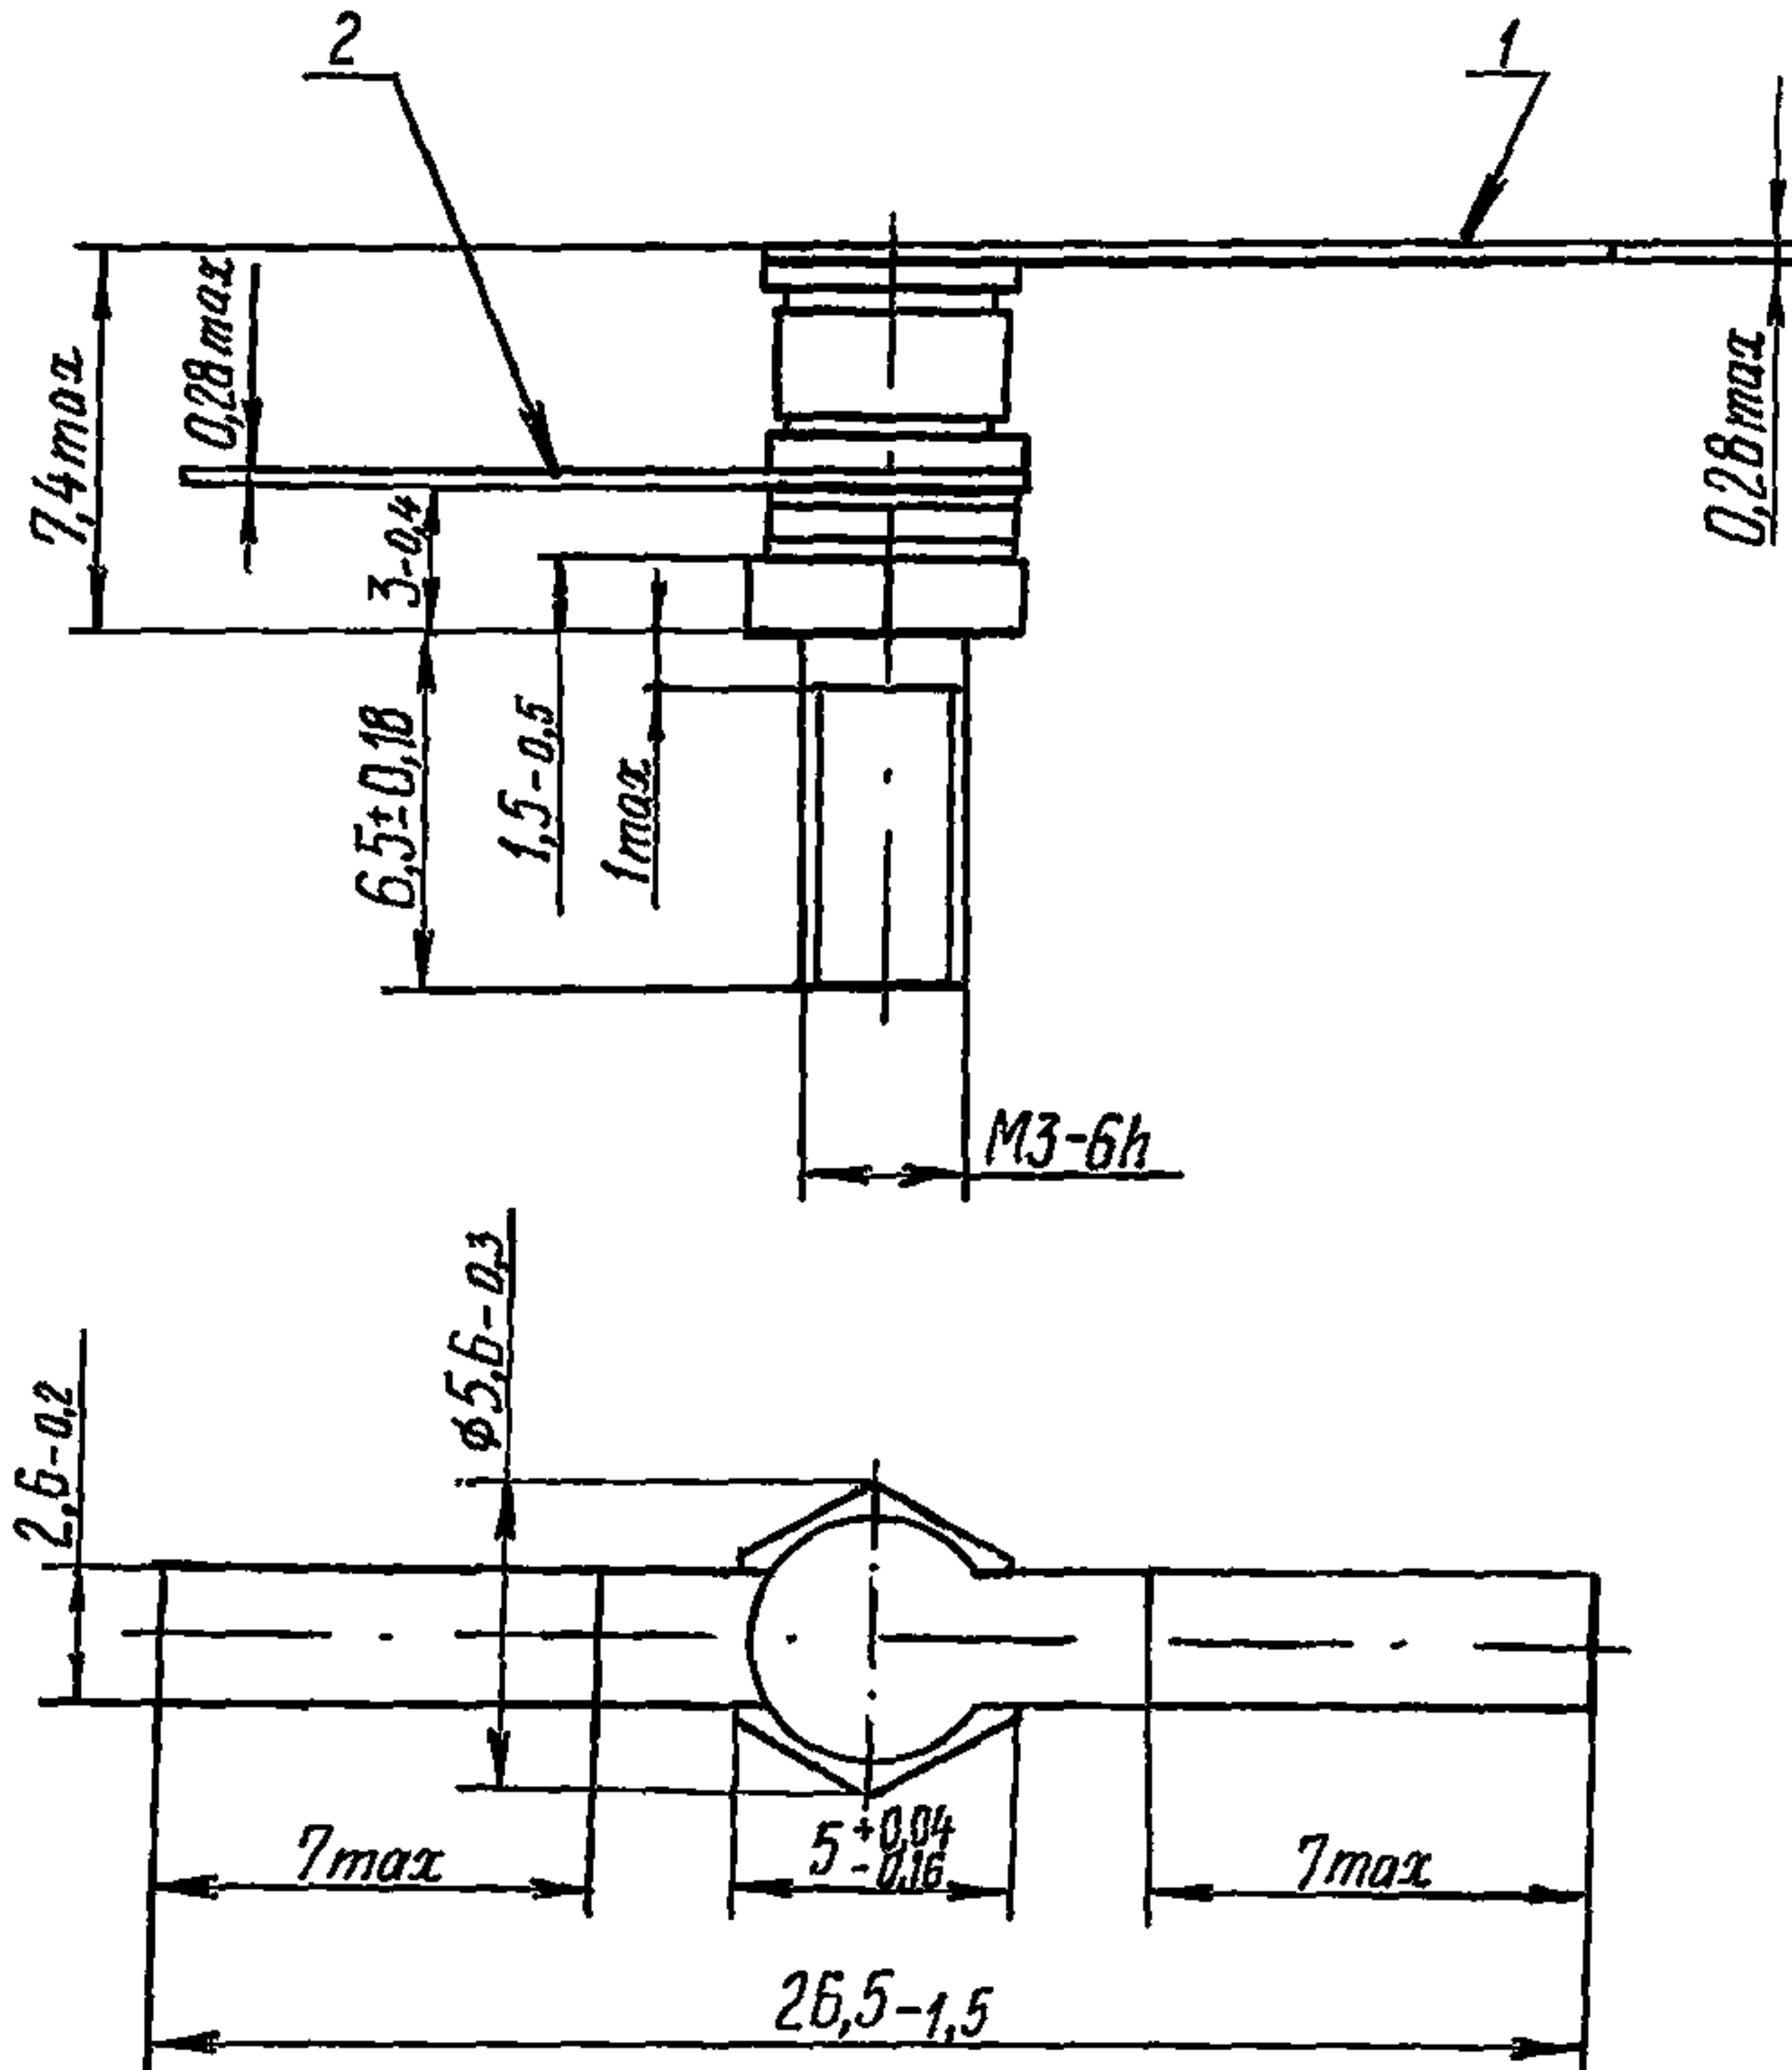 2
1
7,4max
0,28max
0,28max
3-0,4
6,5±0,18
1,5-0,5
1max
M3-6h
2,6-0,2
ϕ5,6-0,3
7max
5+0,04
-0,16
7max
26,5-1,5